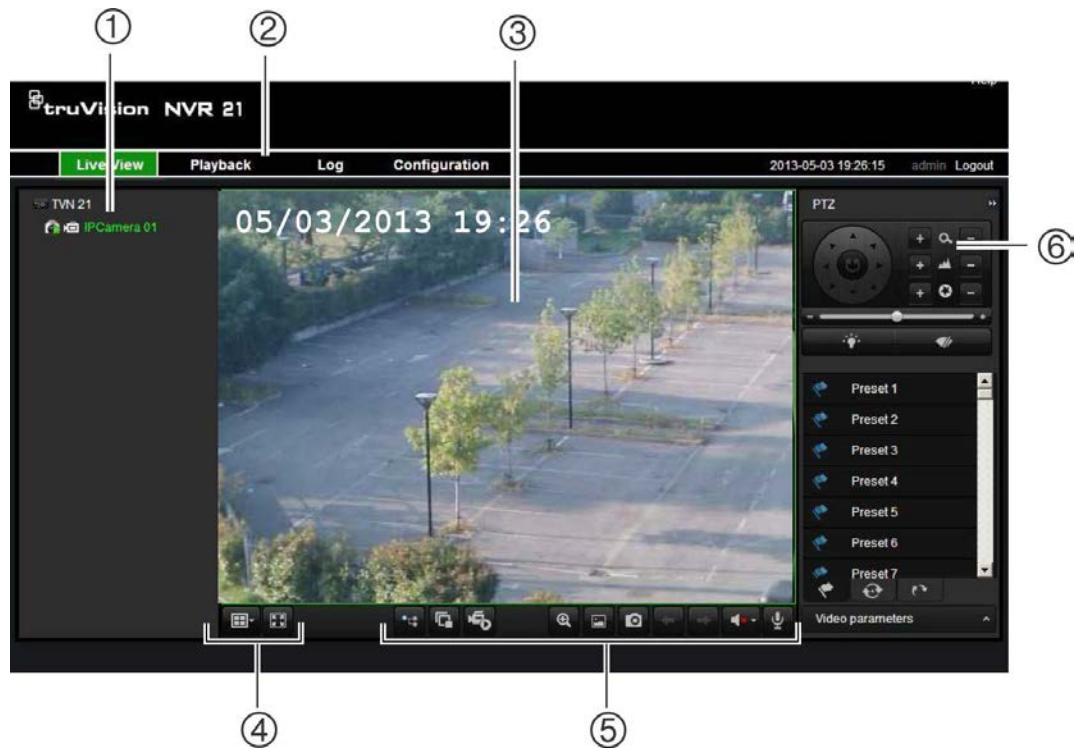 ① ② ③
Help
truVision NVR 21
Live View Playback Log Configuration 2013-05-03 19:26:15 admin Logout
TVN 21
IPCamera 01
05/03/2013 19:26
PTZ
⑥
Preset 1
Preset 2
Preset 3
Preset 4
Preset 5
Preset 6
Preset 7
Video parameters
④ ⑤